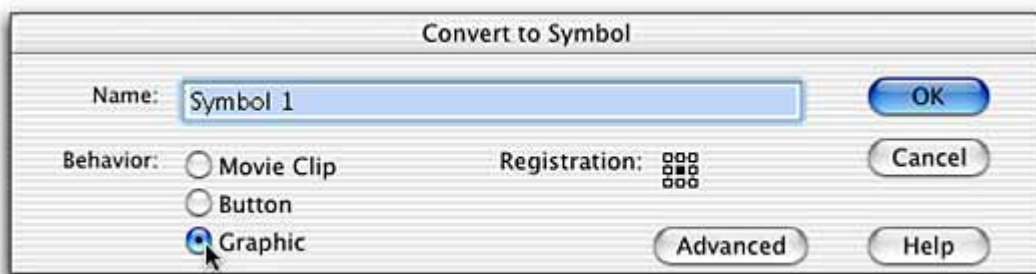 Convert to Symbol
Name: Symbol 1 OK
Behavior: Movie Clip Registration: Cancel
Button
Graphic Advanced Help